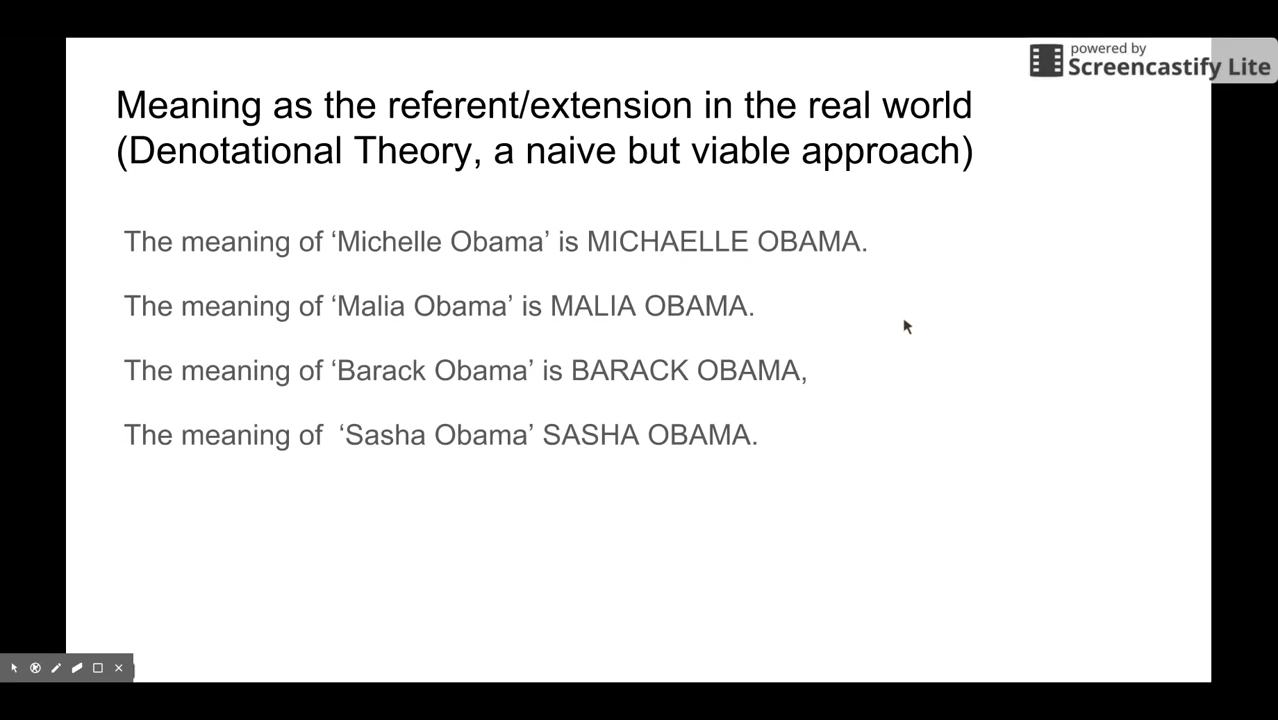 powered by
Screencastify Lite
Meaning as the referent/extension in the real world
(Denotational Theory, a naive but viable approach)
The meaning of ‘Michelle Obama’ is MICHAELLE OBAMA.
The meaning of ‘Malia Obama’ is MALIA OBAMA.
The meaning of ‘Barack Obama’ is BARACK OBAMA,
The meaning of  ‘Sasha Obama’ SASHA OBAMA.